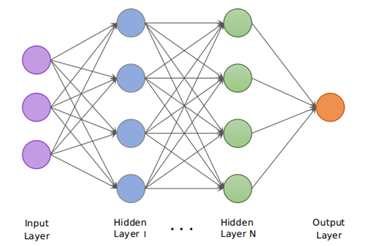 Input
Layer
Hidden
Layer 1
. . .
Hidden
Layer N
Output
Layer